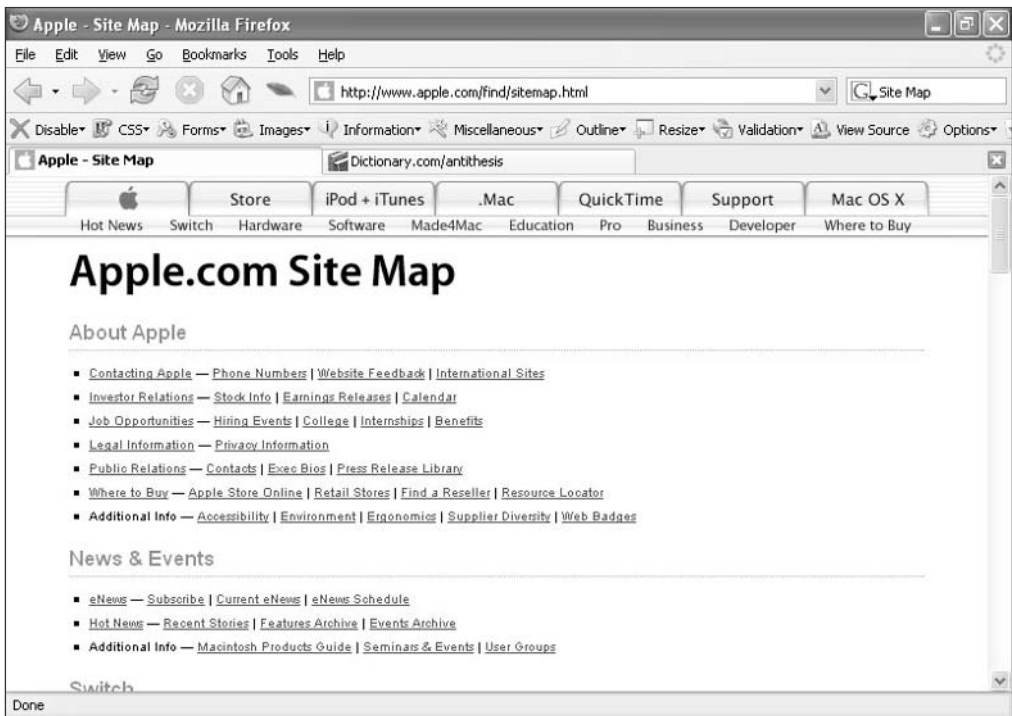 Apple - Site Map - Mozilla Firefox
File Edit View Go Bookmarks Tools Help
http://www.apple.com/find/sitemap.html G Site Map
Disable CSS Forms Images Information Miscellaneous Outline Resize Validation View Source Options
Apple - Site Map Dictionary.com/antithesis
Store iPod + iTunes .Mac QuickTime Support Mac OS X
Hot News Switch Hardware Software Made4Mac Education Pro Business Developer Where to Buy
Apple.com Site Map
About Apple
▪ Contacting Apple — Phone Numbers | Website Feedback | International Sites
▪ Investor Relations — Stock Info | Earnings Releases | Calendar
▪ Job Opportunities — Hiring Events | College | Internships | Benefits
▪ Legal Information — Privacy Information
▪ Public Relations — Contacts | Exec Bios | Press Release Library
▪ Where to Buy — Apple Store Online | Retail Stores | Find a Reseller | Resource Locator
▪ Additional Info — Accessibility | Environment | Ergonomics | Supplier Diversity | Web Badges
News & Events
▪ eNews — Subscribe | Current eNews | eNews Schedule
▪ Hot News — Recent Stories | Features Archive | Events Archive
▪ Additional Info — Macintosh Products Guide | Seminars & Events | User Groups
Switch
Done